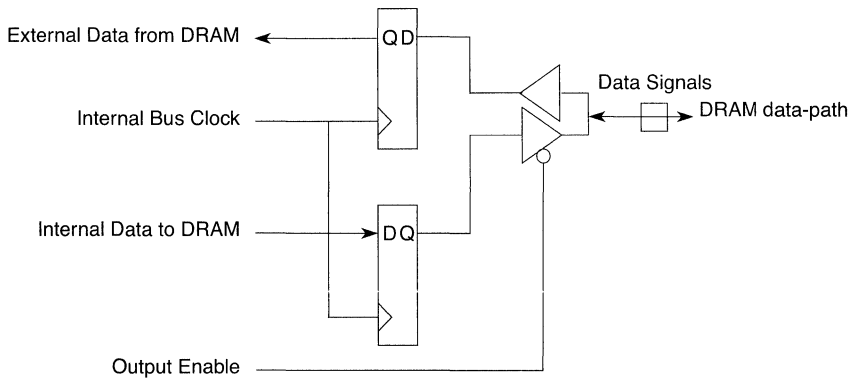 External Data from DRAM
QD
Data Signals
Internal Bus Clock
DRAM data-path
Internal Data to DRAM
DQ
Output Enable